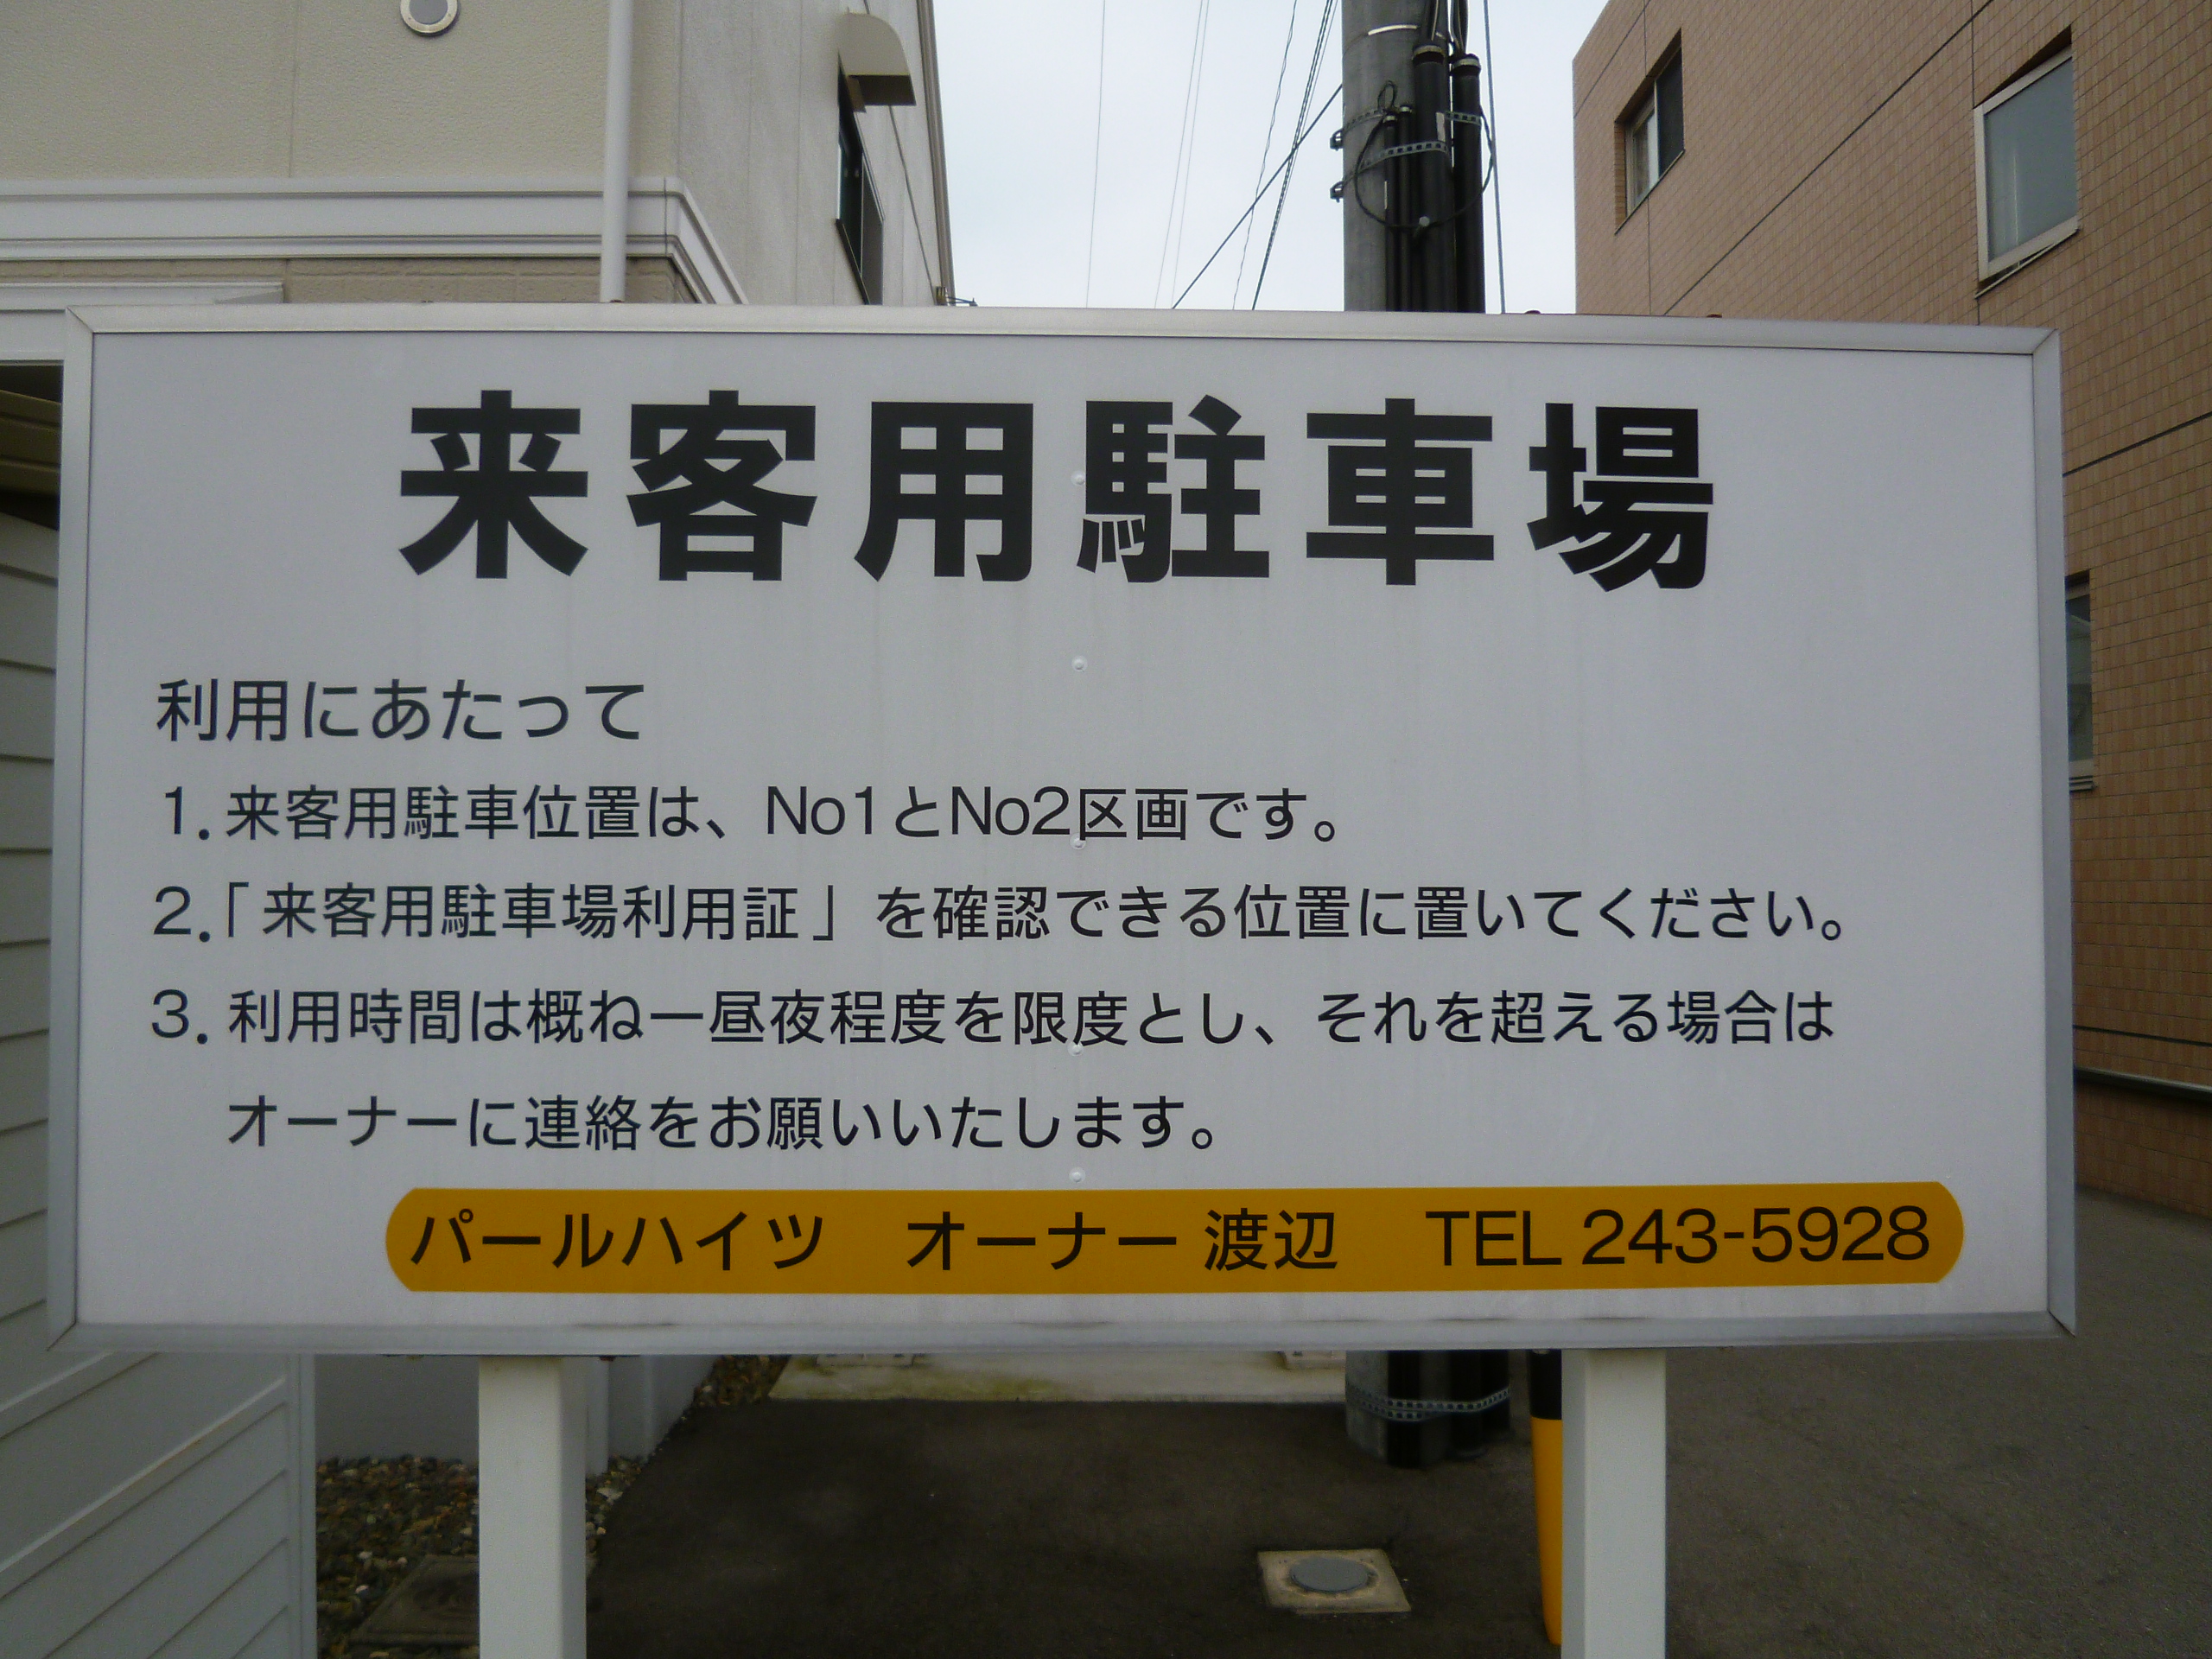 来客用駐車場
利用にあたって
1.来客用駐車位置は、No1とNo2区画です。
2.「来客用駐車場利用証」を確認できる位置に置いてください。
3.利用時間は概ね一昼夜程度を限度とし、それを超える場合は
オーナーに連絡をお願いいたします。
パールハイツ　オーナー 渡辺　TEL 243-5928